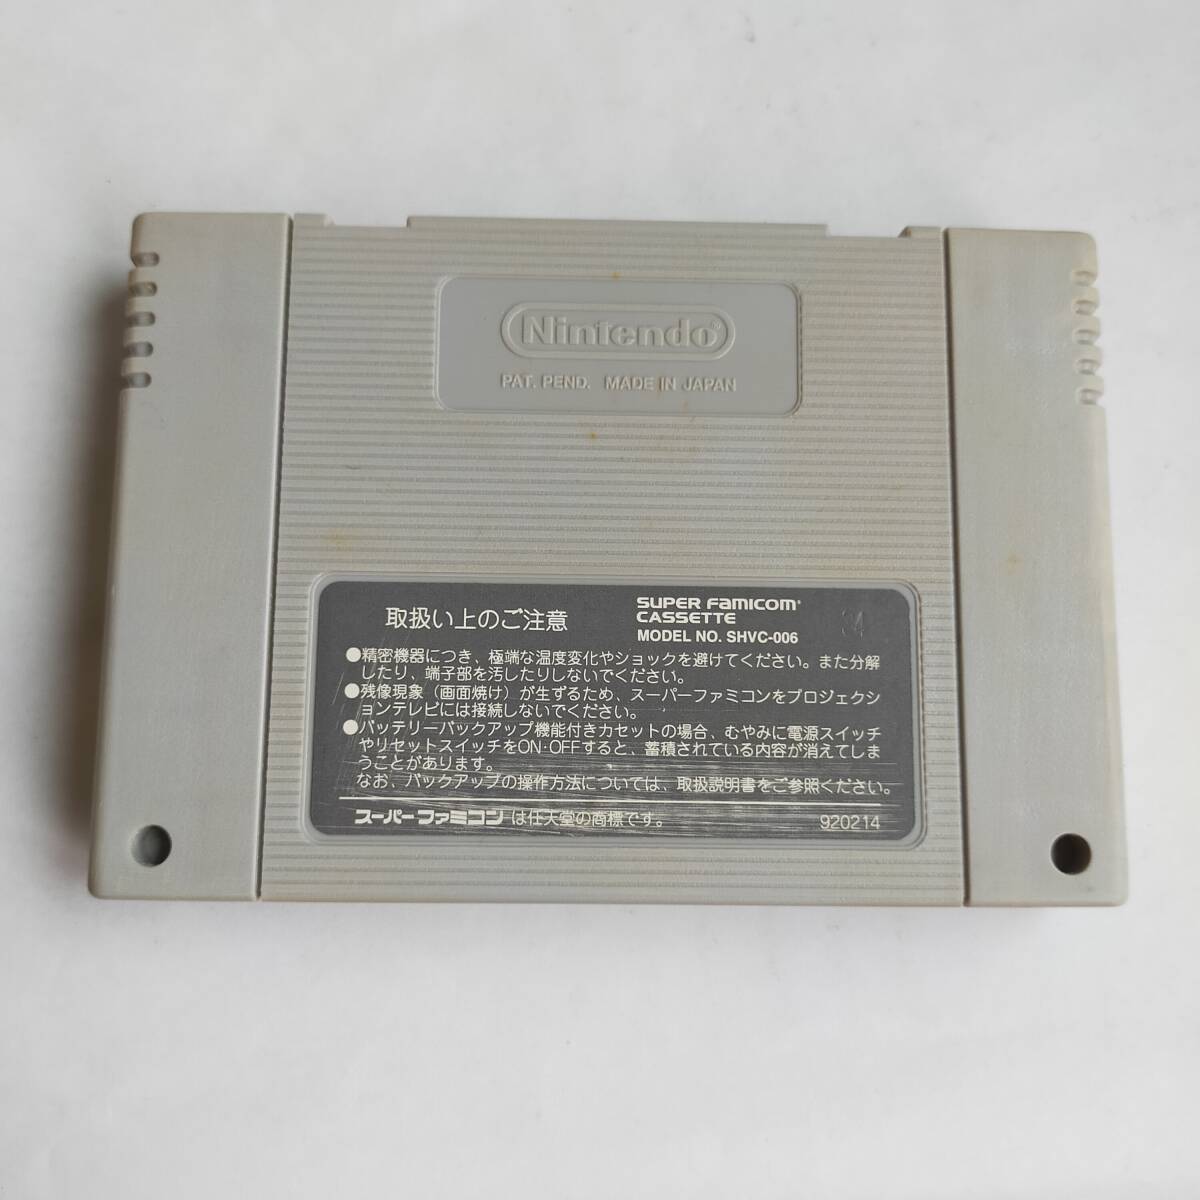 Nintendo
PAT. PEND. MADE IN JAPAN
取扱い上のご注意
SUPER FAMICOM
CASSETTE
MODEL NO. SHVC-006
34
●精密機器につき、極端な温度変化やショックを避けてください。また分解
したり、端子部を汚したりしないでください。
●残像現象(画面焼け)が生ずるため、スーパーファミコンをプロジェクシ
ョンテレビには接続しないでください。
●バッテリーバックアップ機能付きカセットの場合、むやみに電源スイッチ
やリセットスイッチをON·OFFすると、蓄積されている内容が消えてしま
うことがあります。
なお、バックアップの操作方法については、取扱説明書をご参照ください。
スーパーファミコンは任天堂の商標です。
920214